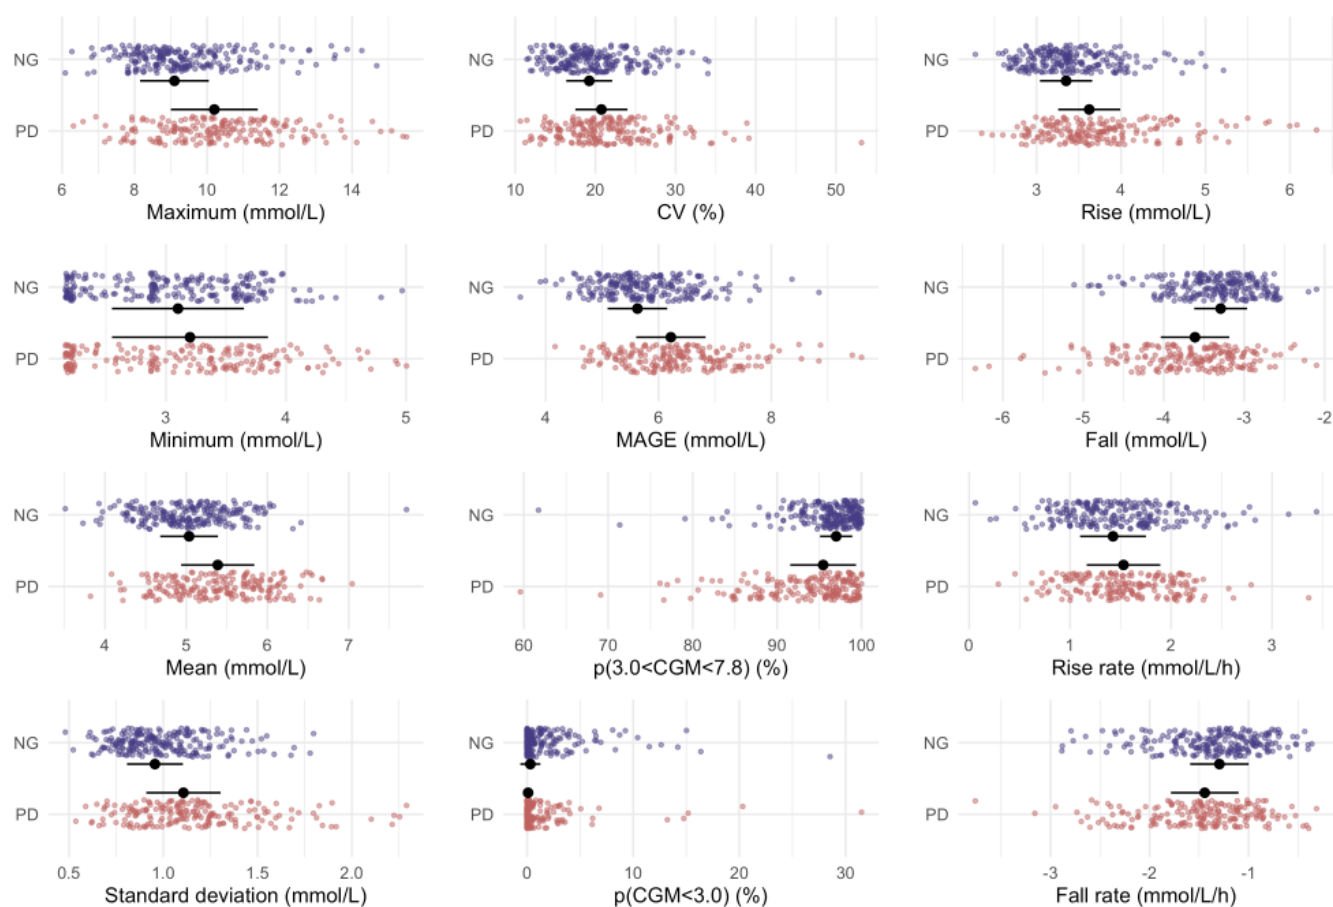 NG
PD
6 8 10 12 14
Maximum (mmol/L)
NG
PD
10 20 30 40 50
CV (%)
NG
PD
3 4 5 6
Rise (mmol/L)
NG
PD
3 4 5
Minimum (mmol/L)
NG
PD
4 6 8
MAGE (mmol/L)
NG
PD
-6 -5 -4 -3 -2
Fall (mmol/L)
NG
PD
4 5 6 7
Mean (mmol/L)
NG
PD
60 70 80 90 100
p(3.0<CGM<7.8) (%)
NG
PD
0 1 2 3
Rise rate (mmol/L/h)
NG
PD
0.5 1.0 1.5 2.0
Standard deviation (mmol/L)
NG
PD
0 10 20 30
p(CGM<3.0) (%)
NG
PD
-3 -2 -1
Fall rate (mmol/L/h)